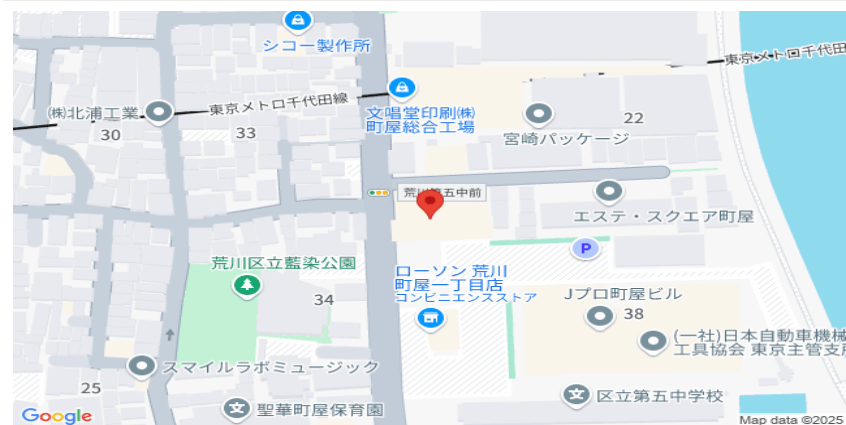 シコー製作所
東京メトロ千代田
(株)北浦工業
30
東京メトロ千代田線
33
文唱堂印刷(株)
町屋総合工場
22
宮崎パッケージ
荒川第五中前
エステ・スクエア町屋
P
荒川区立藍染公園
34
ローソン 荒川
町屋一丁目店
コンビニエンスストア
Jプロ町屋ビル
38
(一社)日本自動車機械
工具協会 東京主管支所
スマイルラボミュージック
25
文
聖華町屋保育園
文
区立第五中学校
Google
Map data ©2025